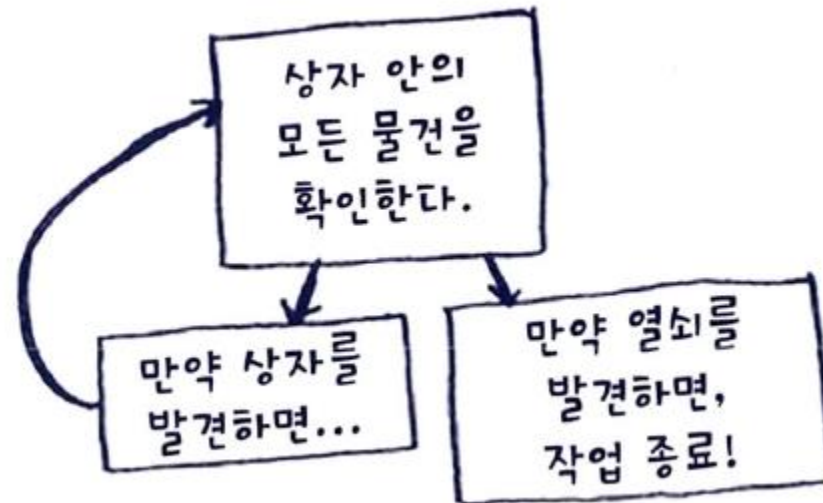 상자 안의
모든 물건을
확인한다.
만약 상자를
발견하면...
만약 열쇠를
발견하면,
작업 종료!